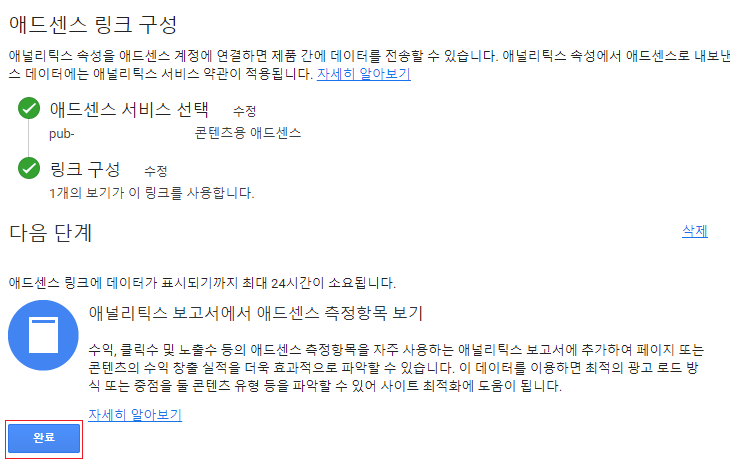 애드센스 링크 구성
애널리틱스 속성을 애드센스 계정에 연결하면 제품 간에 데이터를 전송할 수 있습니다. 애널리틱스 속성에서 애드센스로 내보낸
스 데이터에는 애널리틱스 서비스 약관이 적용됩니다. 자세히 알아보기
애드센스 서비스 선택 수정
pub- 콘텐츠용 애드센스
링크 구성 수정
1개의 보기가 이 링크를 사용합니다.
다음 단계 삭제
애드센스 링크에 데이터가 표시되기까지 최대 24시간이 소요됩니다.
애널리틱스 보고서에서 애드센스 측정항목 보기
수익, 클릭수 및 노출수 등의 애드센스 측정항목을 자주 사용하는 애널리틱스 보고서에 추가하여 페이지 또는
콘텐츠의 수익 창출 실적을 더욱 효과적으로 파악할 수 있습니다. 이 데이터를 이용하면 최적의 광고 로드 방
식 또는 중점을 둘 콘텐츠 유형 등을 파악할 수 있어 사이트 최적화에 도움이 됩니다.
자세히 알아보기
완료